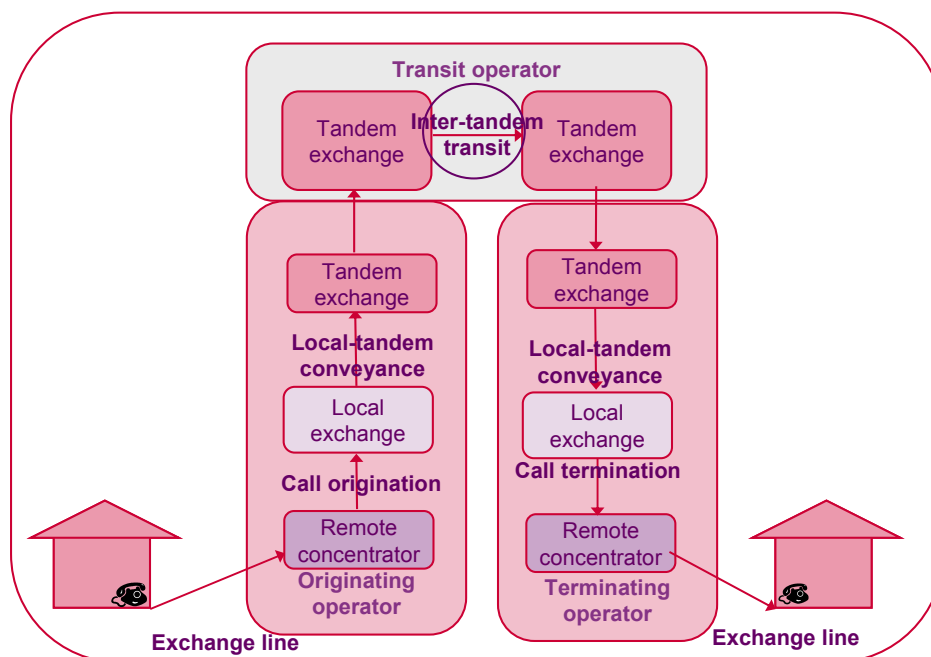 Transit operator
Tandem
exchange
Inter-tandem
transit
Tandem
exchange
Tandem
exchange
Tandem
exchange
Local-tandem
conveyance
Local-tandem
conveyance
Local
exchange
Local
exchange
Call origination
Call termination
Remote
concentrator
Remote
concentrator
Originating
operator
Terminating
operator
Exchange line
Exchange line